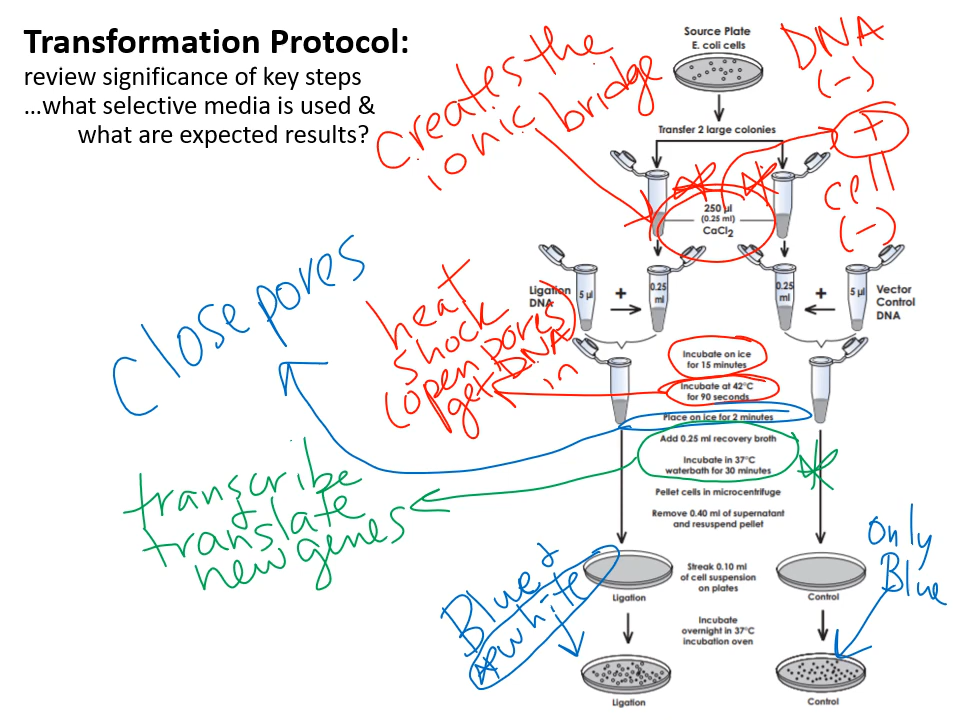 Transformation Protocol:
review significance of key steps
...what selective media is used &
what are expected results?
Source Plate
E. coli cells
Transfer 2 large colonies
250 µl
(0.25 ml)
CaCl2
Creates the
ionic bridge
DNA
(-)
+
cell
(-)
Ligation
DNA
5 µl
+
0.25
ml
0.25
ml
+
5 µl
Vector
Control
DNA
Incubate on ice
for 15 minutes
Incubate at 42°C
for 90 seconds
Place on ice for 2 minutes
Add 0.25 ml recovery broth
Incubate in 37°C
waterbath for 30 minutes
Pellet cells in microcentrifuge
Remove 0.40 ml of supernatant
and resuspend pellet
heat
shock
(open pores)
get DNA
in
Close pores
transcribe
translate
new genes
Streak 0.10 ml
of cell suspension
on plates
Ligation
Control
Incubate
overnight in 37°C
incubation oven
Ligation
Control
Blue &
white
Only
Blue